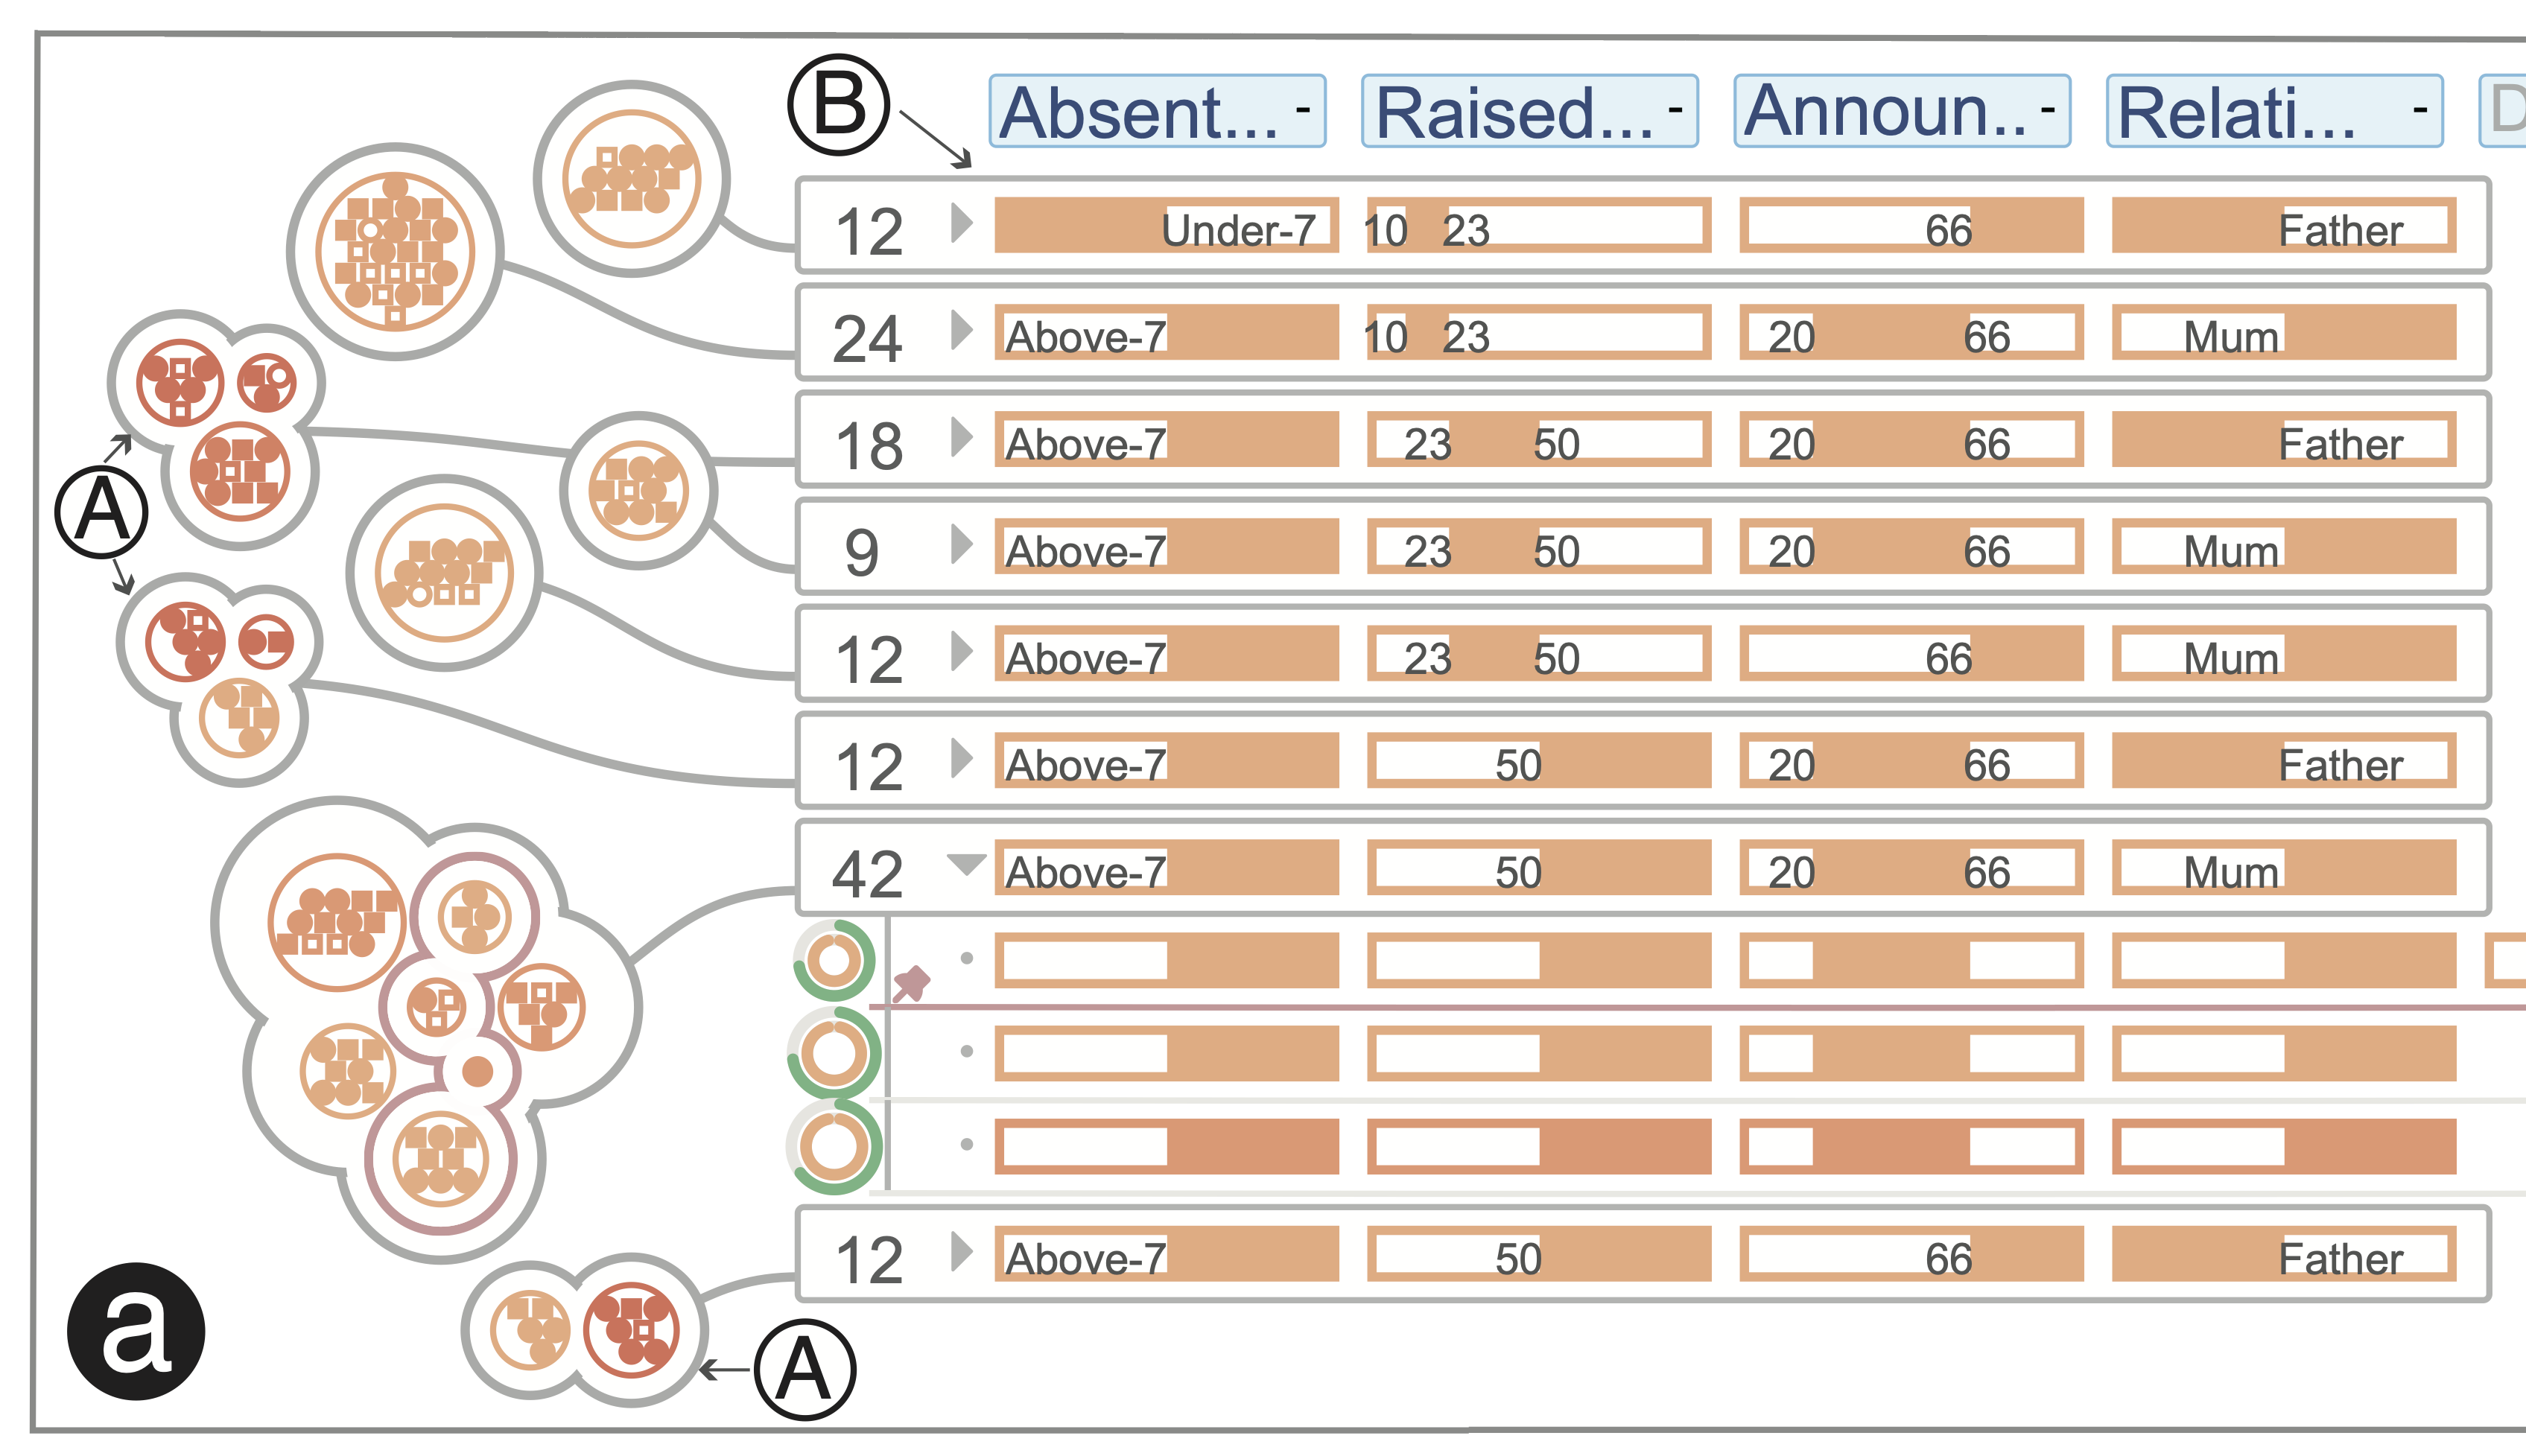 B Absent... - Raised... - Announ.. - Relati... - D
12 Under-7 10 23 66 Father
24 Above-7 10 23 20 66 Mum
18 Above-7 23 50 20 66 Father
A
9 Above-7 23 50 20 66 Mum
12 Above-7 23 50 66 Mum
12 Above-7 50 20 66 Father
42 Above-7 50 20 66 Mum
12 Above-7 50 66 Father
a
A